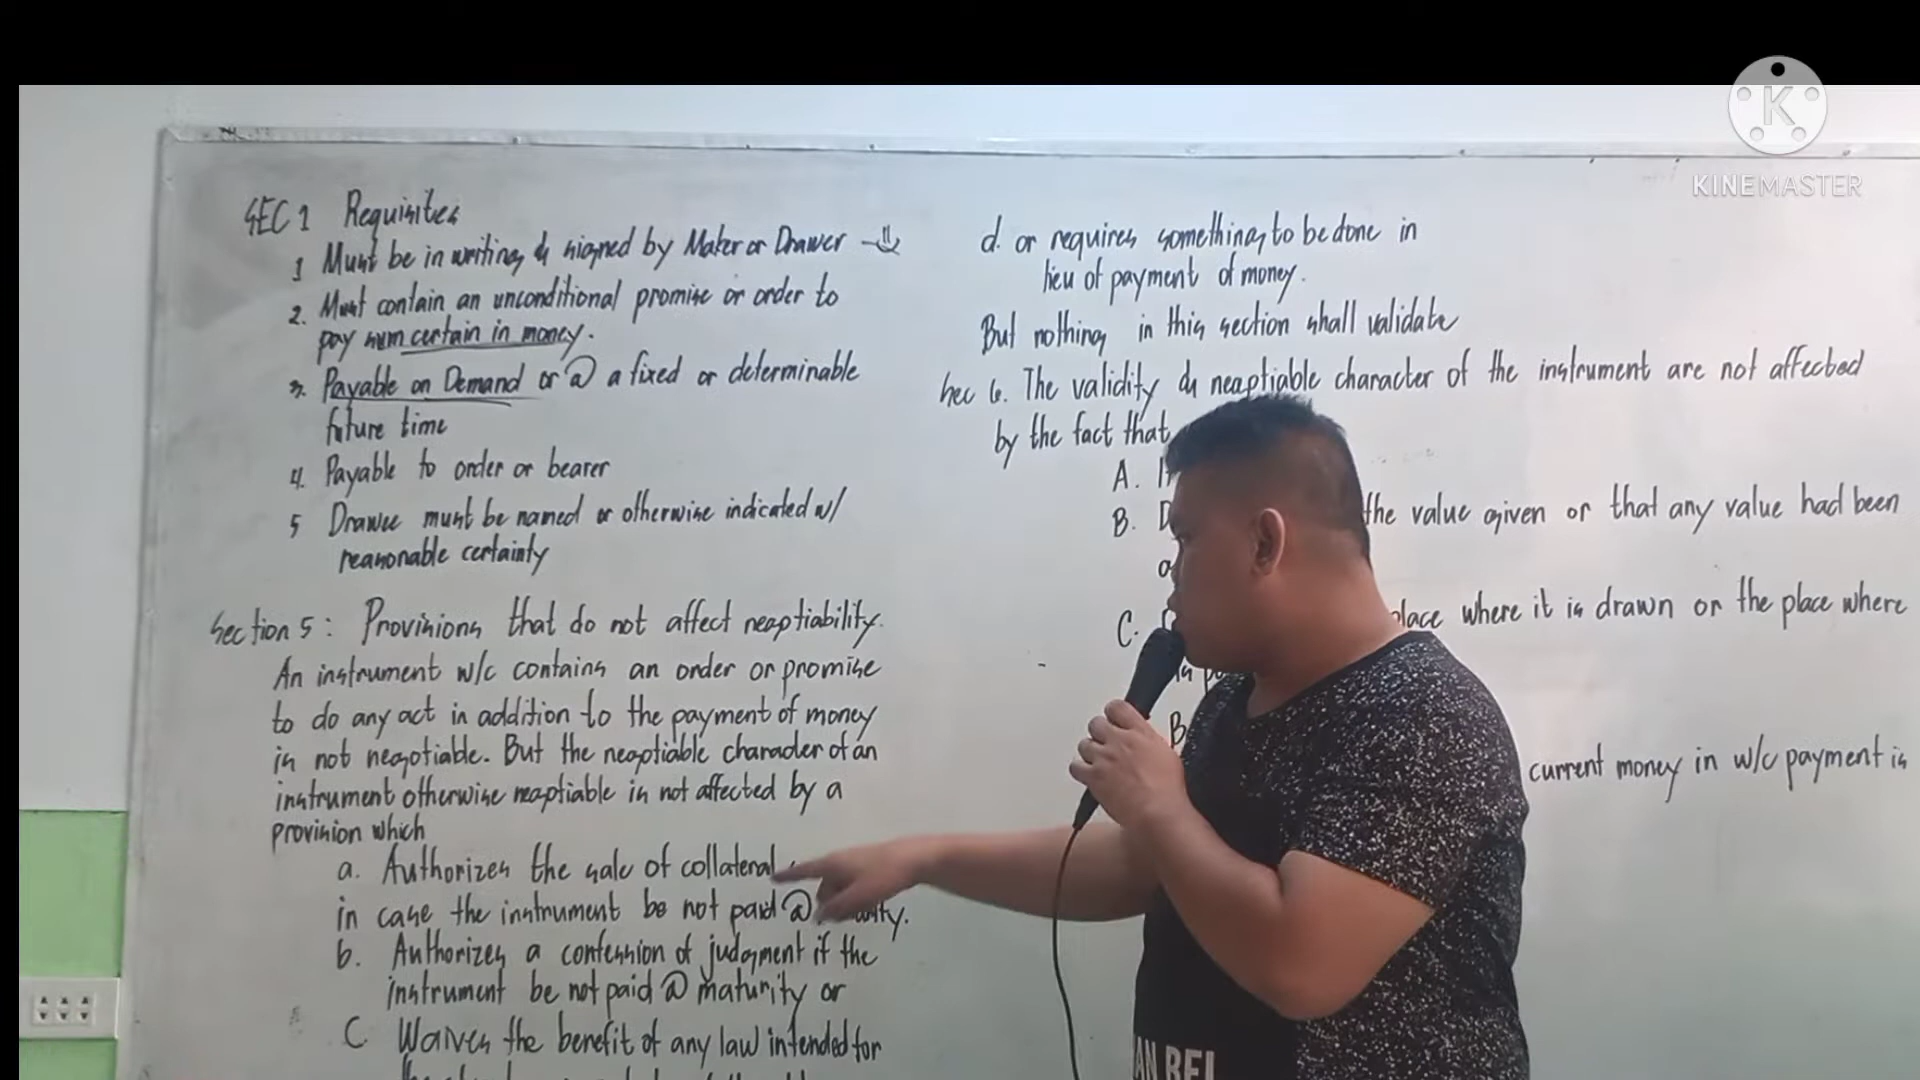 SEC 1 Requisites
1 Must be in writing & signed by Maker or Drawer
2. Must contain an unconditional promise or order to
pay sum certain in money.
3. Payable on Demand or @ a fixed or determinable
future time
4. Payable to order or bearer
5 Drawee must be named or otherwise indicated w/
reasonable certainty
Section 5: Provisions that do not affect negotiability.
An instrument w/c contains an order or promise
to do any act in addition to the payment of money
is not negotiable. But the negotiable character of an
instrument otherwise negotiable is not affected by a
provision which
a. Authorizes the sale of collateral
in case the instrument be not paid @
b. Authorizes a confession of judgment if the
instrument be not paid @ maturity or
C Waives the benefit of any law intended for
d. or requires something to be done in
lieu of payment of money.
But nothing in this section shall validate
Sec 6. The validity & negotiable character of the instrument are not affected
by the fact that
A.
B. the value given or that any value had been
C. place where it is drawn or the place where
current money in w/c payment is
KINEMASTER